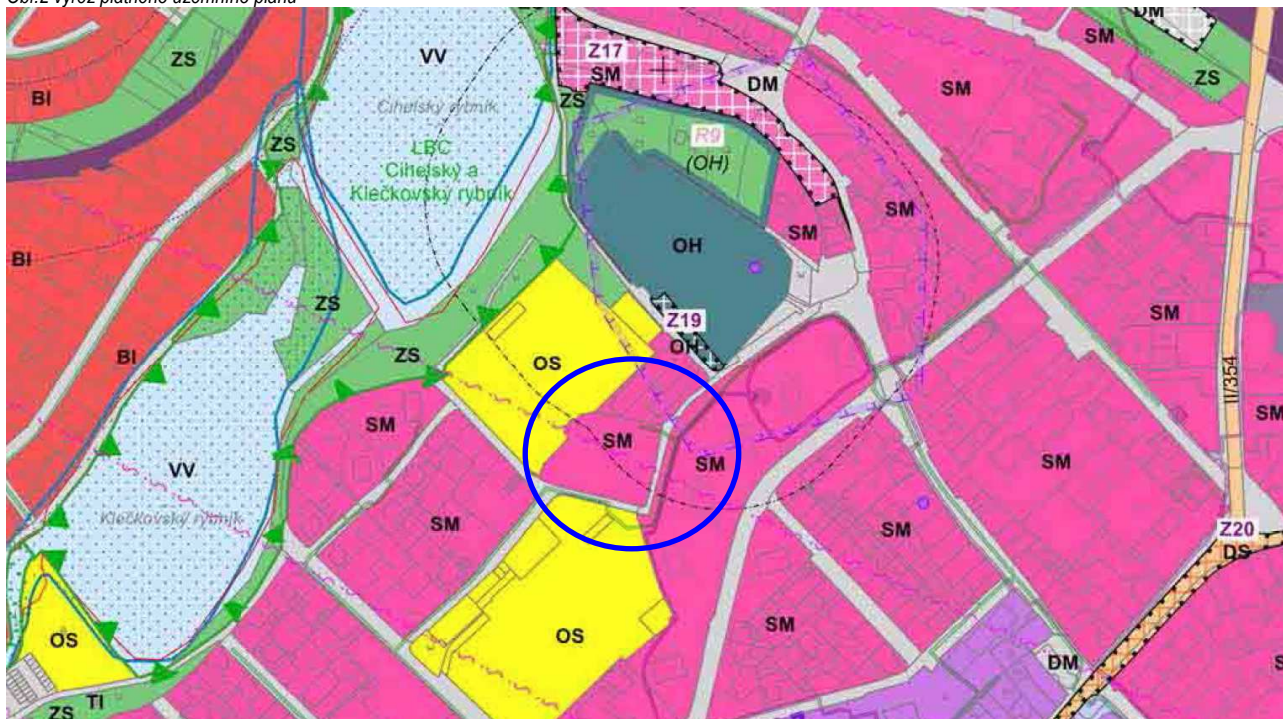 Obr.2 Výřez platného územního plánu
DM
ZS
VV
Z17
SM
SM
ZS
DM
SM
BI
ZS
Cihelský rybník
R9
(OH)
ZS
LBC
Cihelský a
Klečkovský rybník
SM
SM
OH
BI
ZS
SM
Z19
OH
BI
ZS
OS
II/354
SM
SM
SM
SM
SM
VV
Klečkovský rybník
SM
SM
Z20
DS
OS
SM
OS
DM
TI
ZS